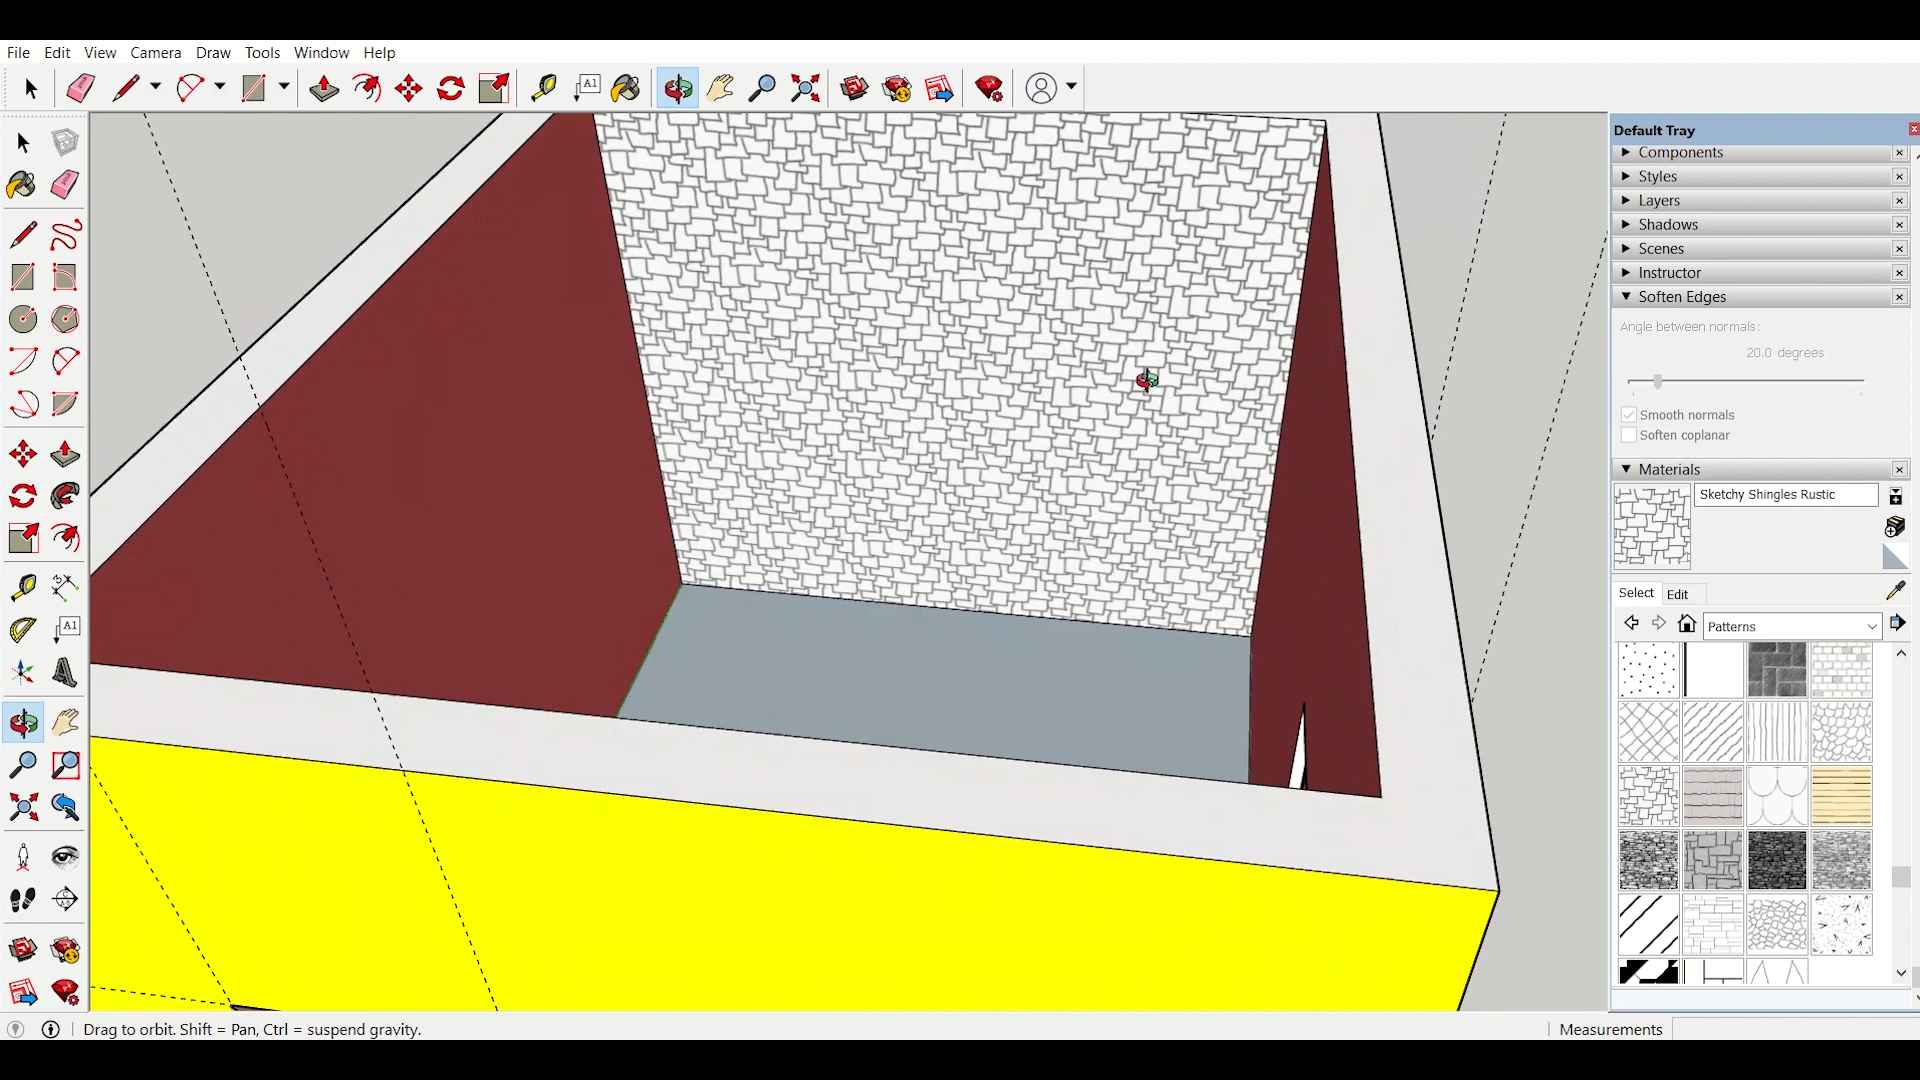 File Edit View Camera Draw Tools Window Help
A1
Default Tray
Components
Styles
Layers
Shadows
Scenes
Instructor
Soften Edges
Angle between normals:
20.0 degrees
Smooth normals
Soften coplanar
Materials
Sketchy Shingles Rustic
Select Edit
Patterns
A1
Drag to orbit. Shift = Pan, Ctrl = suspend gravity.
Measurements